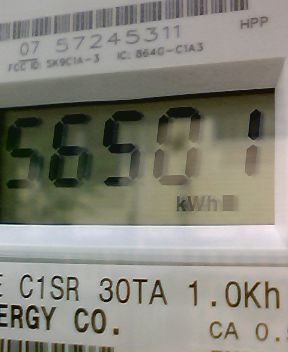 07 57245311
HPP
FCC ID: SK9C1A-3 IC: 864G-C1A3
56501
kWh
E C1SR 30TA 1.0Kh
ERGY CO.
CA 0.